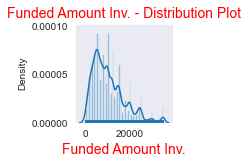 Funded Amount Inv. - Distribution Plot
0.00010
0.00005
0.00000
Density
0
20000
Funded Amount Inv.